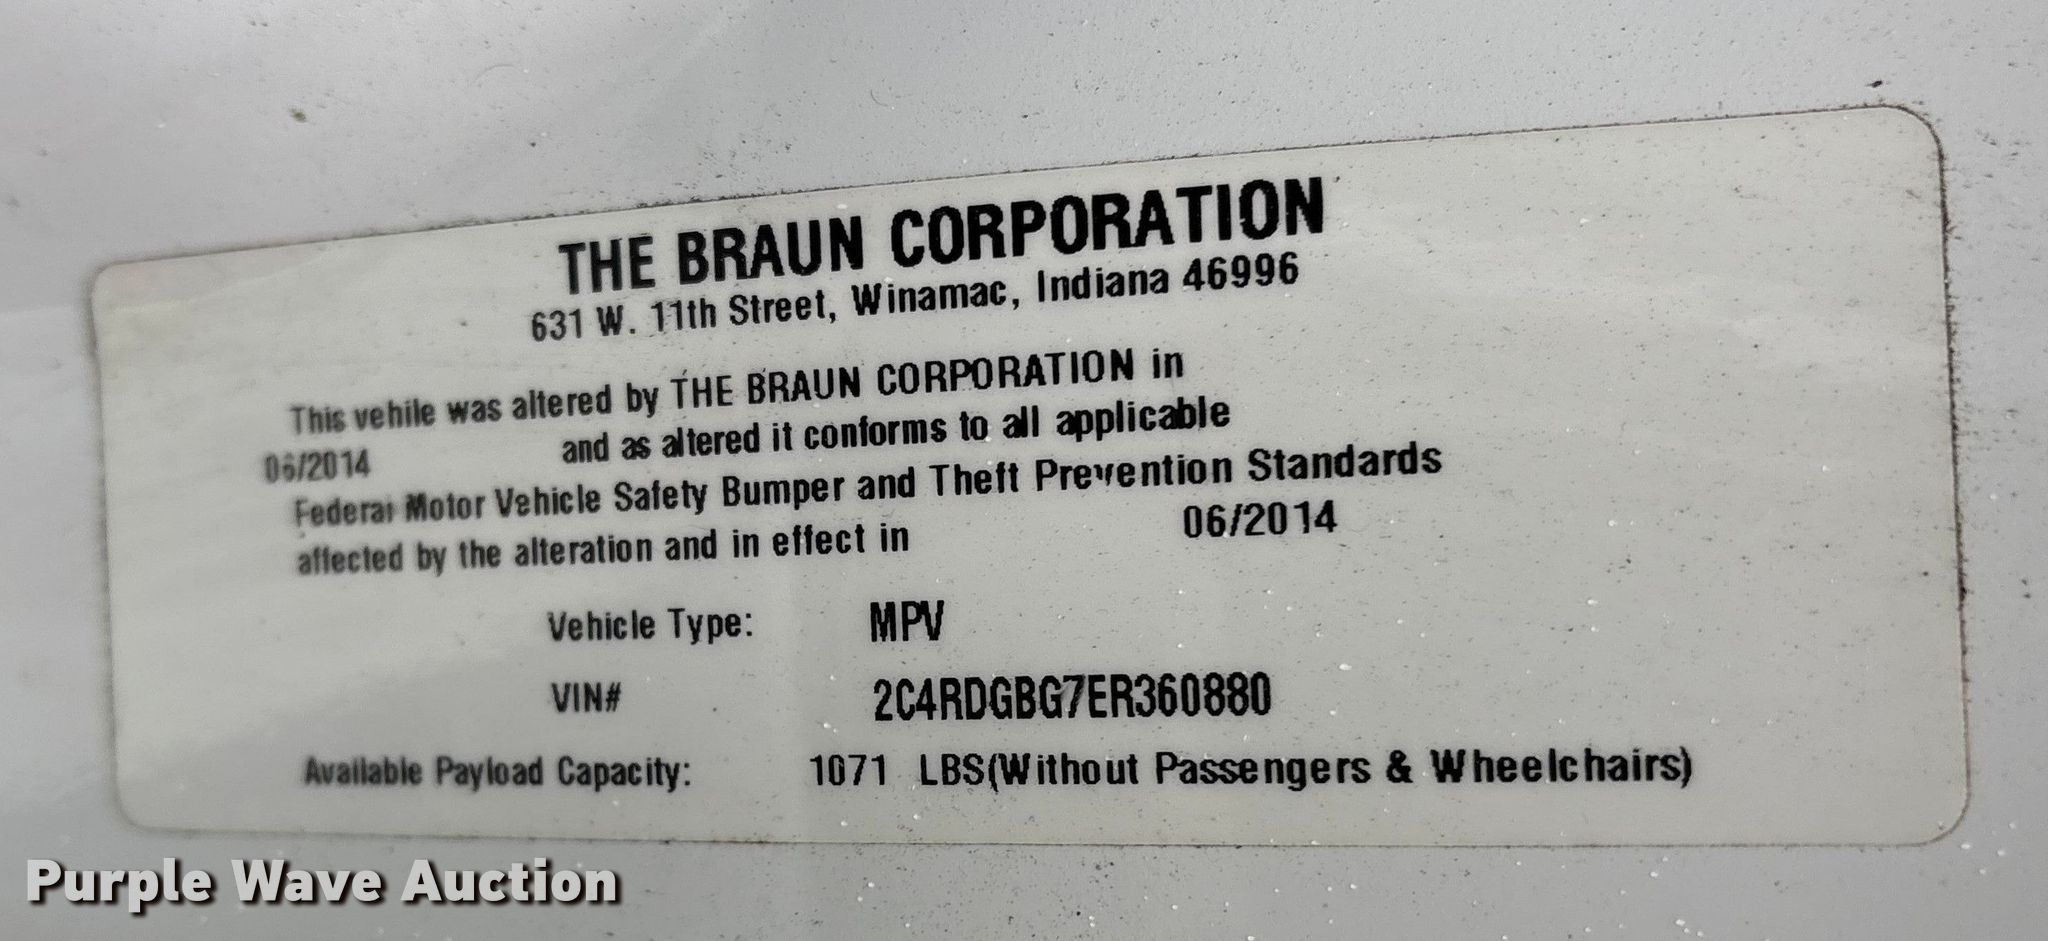 THE BRAUN CORPORATION
631 W. 11th Street, Winamac, Indiana 46996
This vehile was altered by THE BRAUN CORPORATION in
06/2014 and as altered it conforms to all applicable
Federal Motor Vehicle Safety Bumper and Theft Prevention Standards
affected by the alteration and in effect in 06/2014
Vehicle Type: MPV
VIN# 2C4RDGBG7ER360880
Available Payload Capacity: 1071 LBS(Without Passengers & Wheelchairs)
Purple Wave Auction